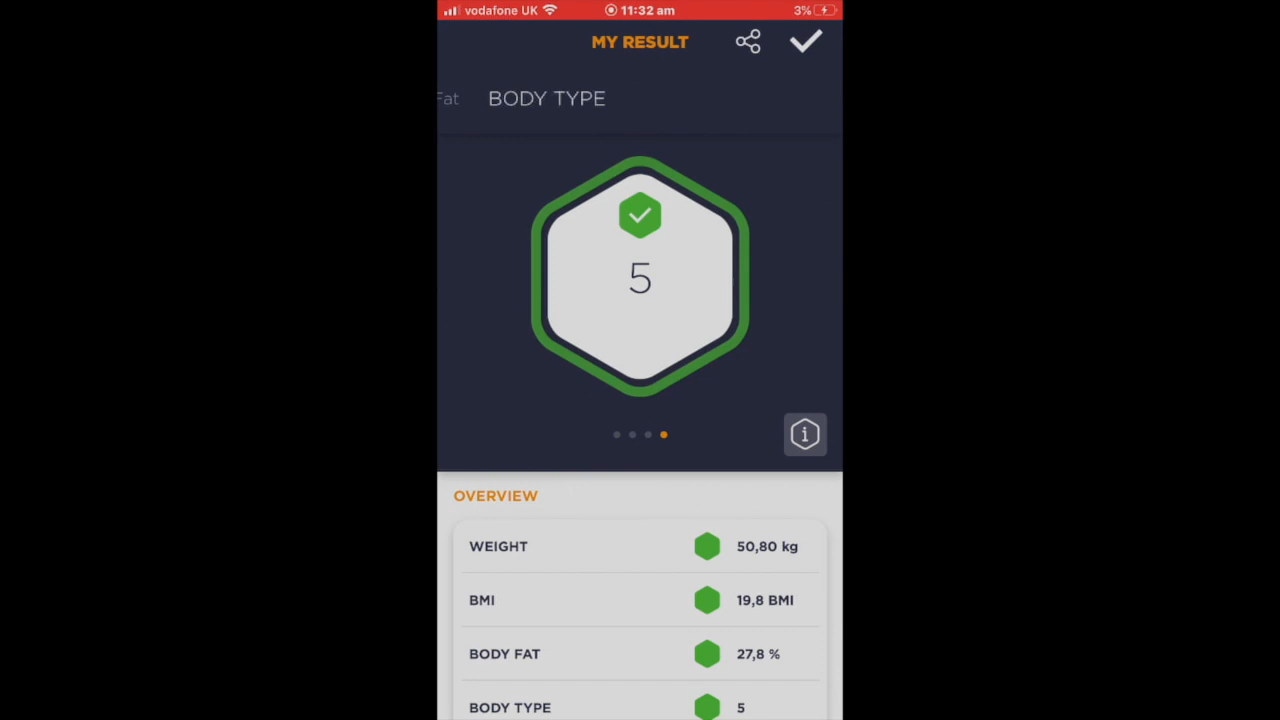 vodafone UK 11:32 am 3%
MY RESULT
Fat BODY TYPE
5
OVERVIEW
WEIGHT 50,80 kg
BMI 19,8 BMI
BODY FAT 27,8 %
BODY TYPE 5